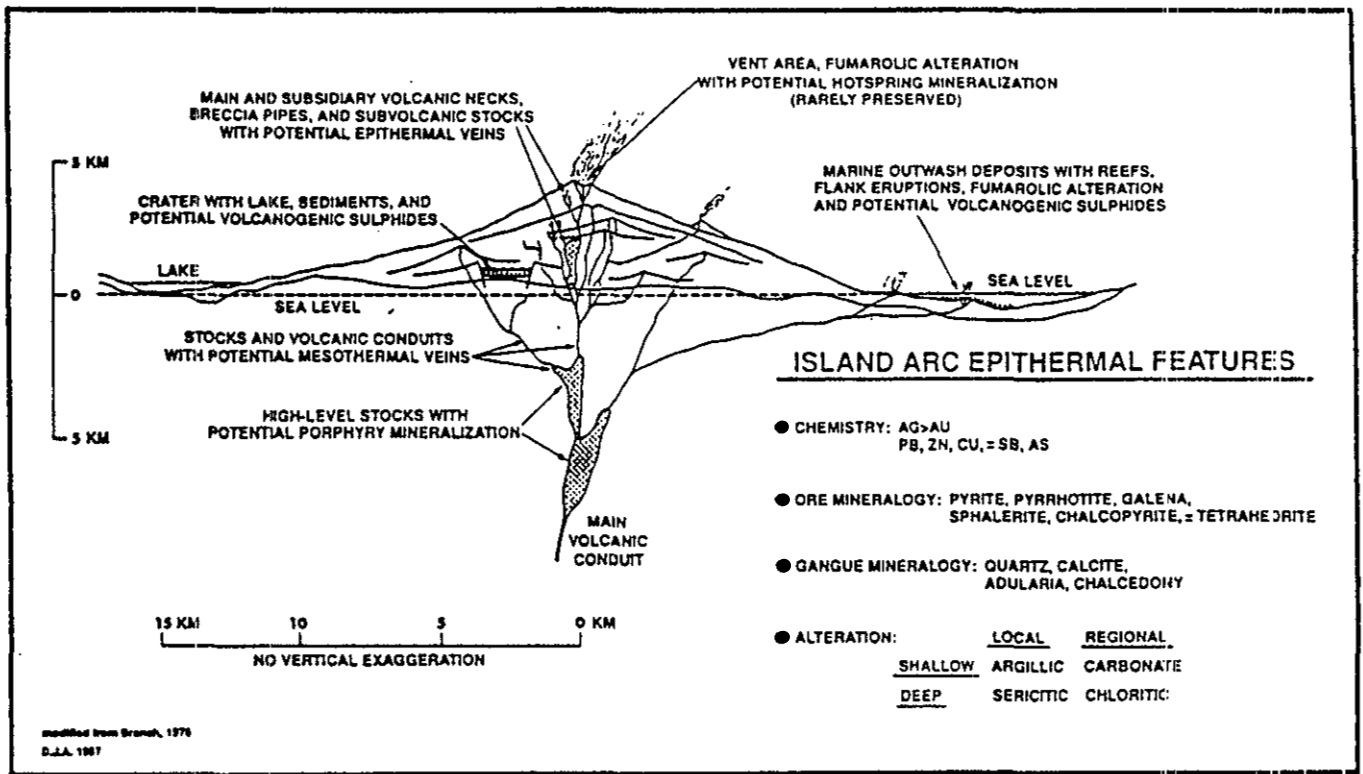 VENT AREA, FUMAROLIC ALTERATION
WITH POTENTIAL HOTSPRING MINERALIZATION
(RARELY PRESERVED)
MAIN AND SUBSIDIARY VOLCANIC NECKS,
BRECCIA PIPES, AND SUBVOLCANIC STOCKS
WITH POTENTIAL EPITHERMAL VEINS
5 KM
MARINE OUTWASH DEPOSITS WITH REEFS,
FLANK ERUPTIONS, FUMAROLIC ALTERATION
AND POTENTIAL VOLCANOGENIC SULPHIDES
CRATER WITH LAKE, SEDIMENTS, AND
POTENTIAL VOLCANOGENIC SULPHIDES
LAKE
SEA LEVEL
0
SEA LEVEL
STOCKS AND VOLCANIC CONDUITS
WITH POTENTIAL MESOTHERMAL VEINS
HIGH-LEVEL STOCKS WITH
POTENTIAL PORPHYRY MINERALIZATION
5 KM
MAIN
VOLCANIC
CONDUIT
15 KM 10 5 0 KM
NO VERTICAL EXAGGERATION
ISLAND ARC EPITHERMAL FEATURES
● CHEMISTRY: AG>AU
PB, ZN, CU, ± SB, AS
● ORE MINERALOGY: PYRITE, PYRRHOTITE, GALENA,
SPHALERITE, CHALCOPYRITE, ± TETRAHEDRITE
● GANGUE MINERALOGY: QUARTZ, CALCITE,
ADULARIA, CHALCEDONY
● ALTERATION: LOCAL REGIONAL
SHALLOW ARGILLIC CARBONATE
DEEP SERICITIC CHLORITIC
modified from Branch, 1976
D.J.A. 1987